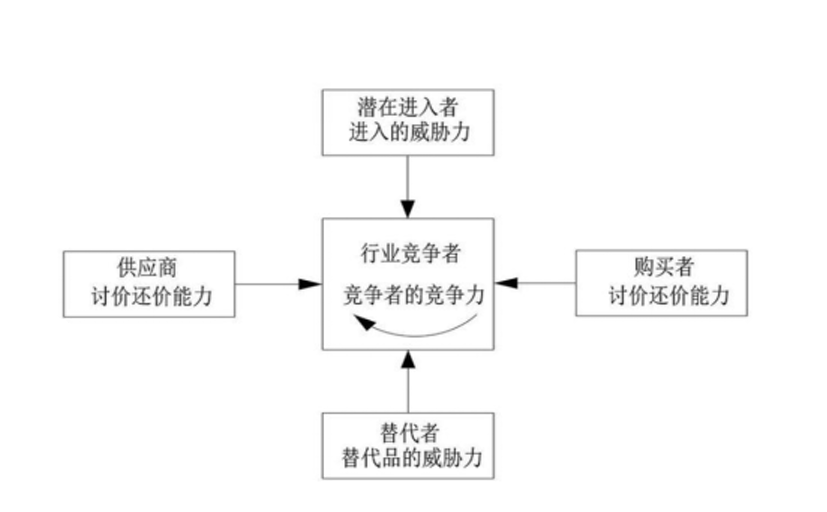 潜在进入者
进入的威胁力
行业竞争者
竞争者的竞争力
供应商
讨价还价能力
购买者
讨价还价能力
替代者
替代品的威胁力